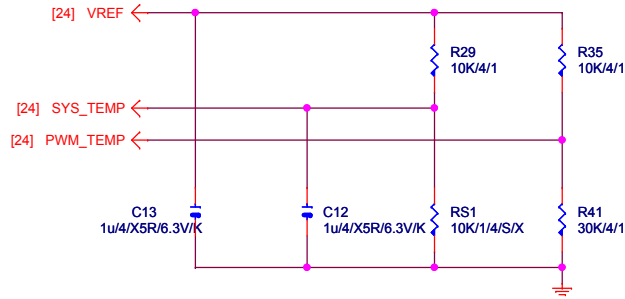 [24] VREF
R29
10K/4/1
R35
10K/4/1
[24] SYS_TEMP
[24] PWM_TEMP
C13
1u/4/X5R/6.3V/K
C12
1u/4/X5R/6.3V/K
RS1
10K/1/4/S/X
R41
30K/4/1